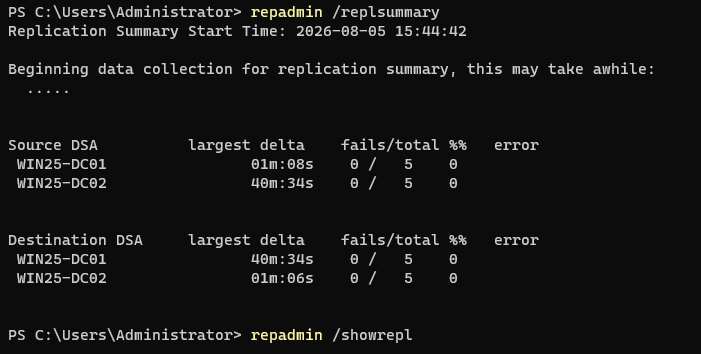 PS C:\Users\Administrator> repadmin /replsummary
Replication Summary Start Time: 2026-08-05 15:44:42
Beginning data collection for replication summary, this may take awhile:
.....
Source DSA largest delta fails/total %% error
WIN25-DC01 01m:08s 0 / 5 0
WIN25-DC02 40m:34s 0 / 5 0
Destination DSA largest delta fails/total %% error
WIN25-DC01 40m:34s 0 / 5 0
WIN25-DC02 01m:06s 0 / 5 0
PS C:\Users\Administrator> repadmin /showrepl